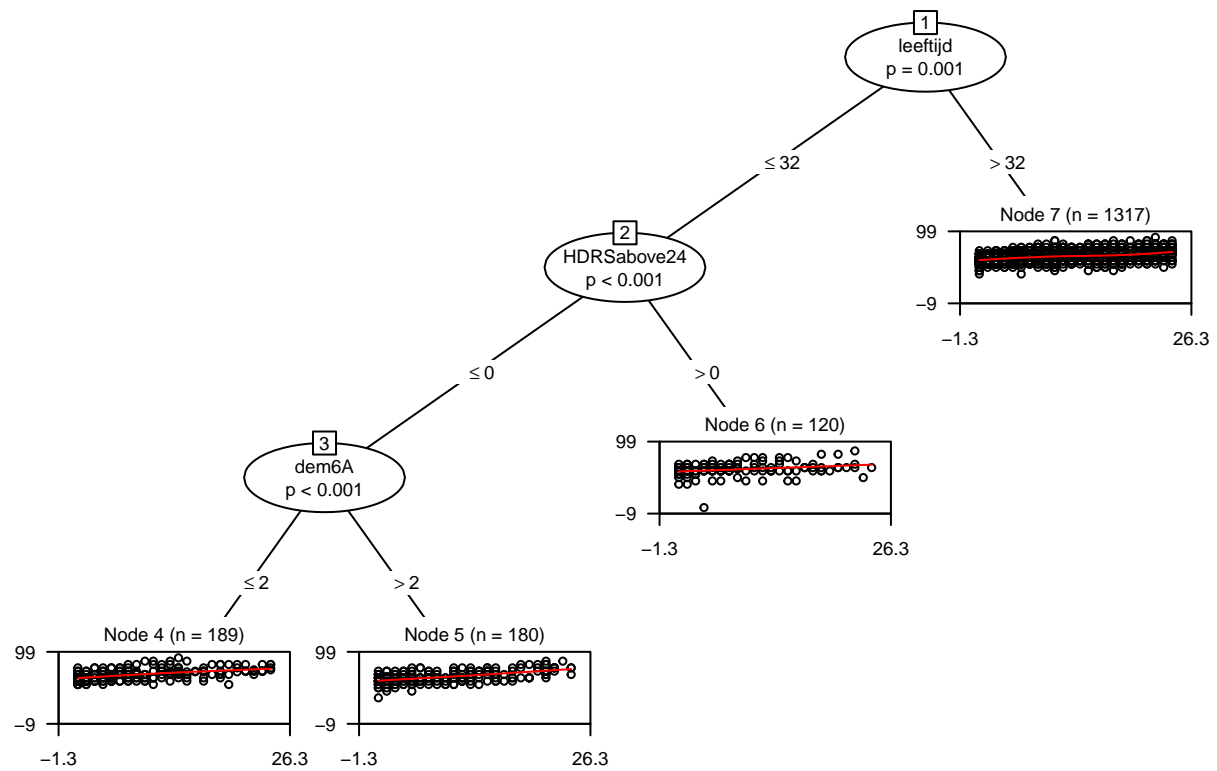 1
leeftijd
p = 0.001
≤ 32
> 32
Node 7 (n = 1317)
99
−9
−1.3
26.3
2
HDRSabove24
p < 0.001
≤ 0
> 0
Node 6 (n = 120)
99
−9
−1.3
26.3
3
dem6A
p < 0.001
≤ 2
> 2
Node 4 (n = 189)
99
−9
−1.3
26.3
Node 5 (n = 180)
99
−9
−1.3
26.3